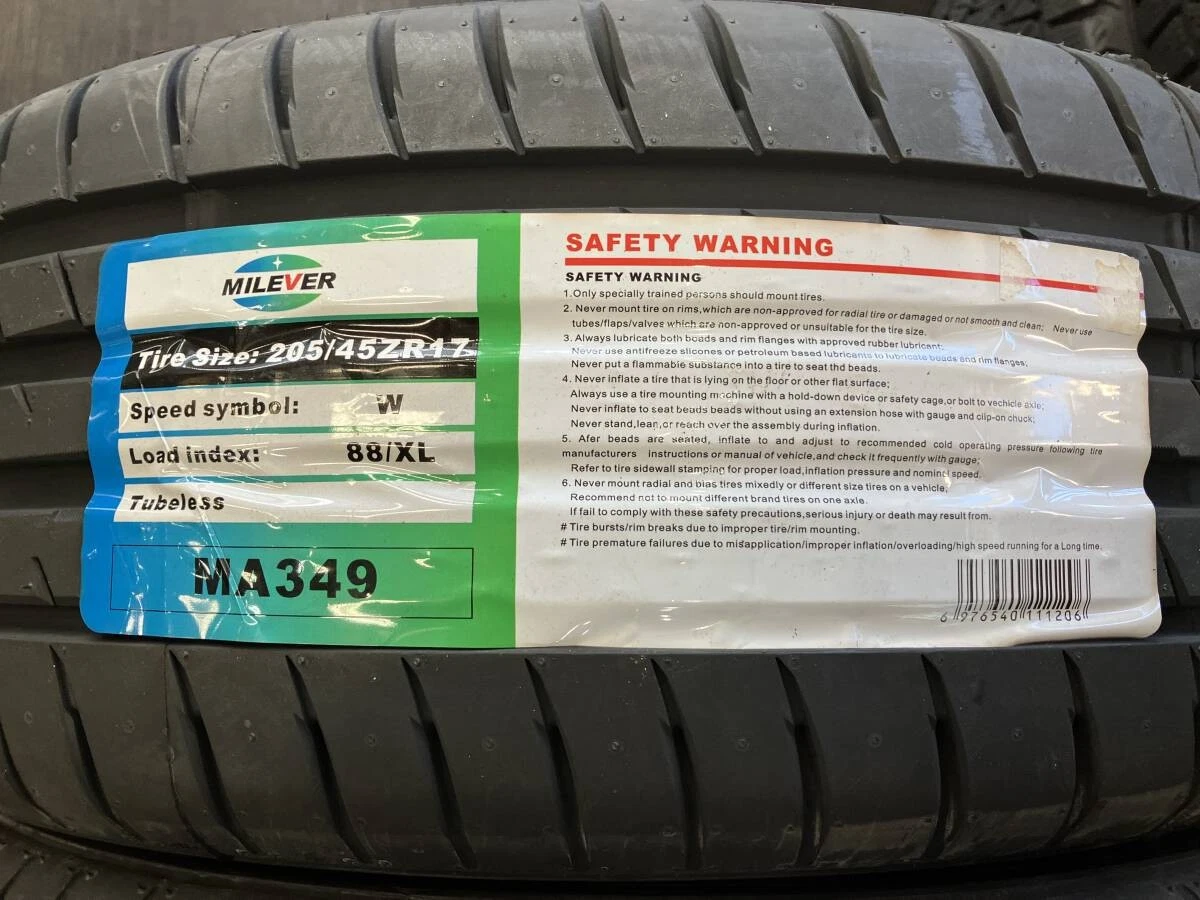 MILEVER
Tire Size: 205/45ZR17
Speed symbol: W
Load index: 88/XL
Tubeless
MA349
SAFETY WARNING
SAFETY WARNING
1.Only specially trained persons should mount tires.
2. Never mount tire on rims,which are non-approved for radial tire or damaged or not smooth and clean; Never use
tubes/flaps/valves which are non-approved or unsuitable for the tire size.
3. Always lubricate both beads and rim flanges with approved rubber lubricant;
Never use antifreeze silicones or petroleum based lubricants to lubricate beads and rim flanges;
Never put a flammable substance into a tire to seat thd beads.
4. Never inflate a tire that is lying on the floor or other flat surface;
Always use a tire mounting machine with a hold-down device or safety cage,or bolt to vechicle axle;
Never inflate to seat beads beads without using an extension hose with gauge and clip-on chuck;
Never stand,lean,or reach over the assembly during inflation.
5. Afer beads are seated, inflate to and adjust to recommended cold operating pressure following tire
manufacturers instructions or manual of vehicle,and check it frequently with gauge;
Refer to tire sidewall stamping for proper load,inflation pressure and nominal speed.
6. Never mount radial and bias tires mixedly or different size tires on a vehicle;
Recommend not to mount different brand tires on one axle.
If fail to comply with these safety precautions,serious injury or death may result from.
# Tire bursts/rim breaks due to improper tire/rim mounting.
# Tire premature failures due to misapplication/improper inflation/overloading/high speed running for a Long time.
6 976540 111206